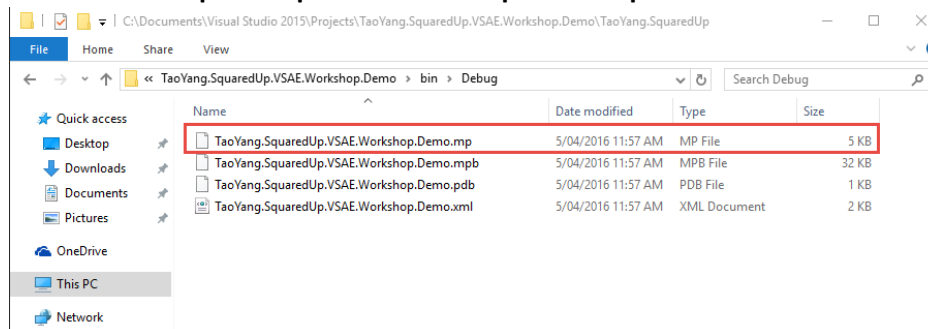 C:\Documents\Visual Studio 2015\Projects\TaoYang.SquaredUp.VSAE.Workshop.Demo\TaoYang.SquaredUp
File Home Share View
« TaoYang.SquaredUp.VSAE.Workshop.Demo > bin > Debug Search Debug
Name Date modified Type Size
Quick access
Desktop TaoYang.SquaredUp.VSAE.Workshop.Demo.mp 5/04/2016 11:57 AM MP File 5 KB
Downloads TaoYang.SquaredUp.VSAE.Workshop.Demo.mpb 5/04/2016 11:57 AM MPB File 32 KB
Documents TaoYang.SquaredUp.VSAE.Workshop.Demo.pdb 5/04/2016 11:57 AM PDB File 1 KB
Pictures TaoYang.SquaredUp.VSAE.Workshop.Demo.xml 5/04/2016 11:57 AM XML Document 2 KB
OneDrive
This PC
Network